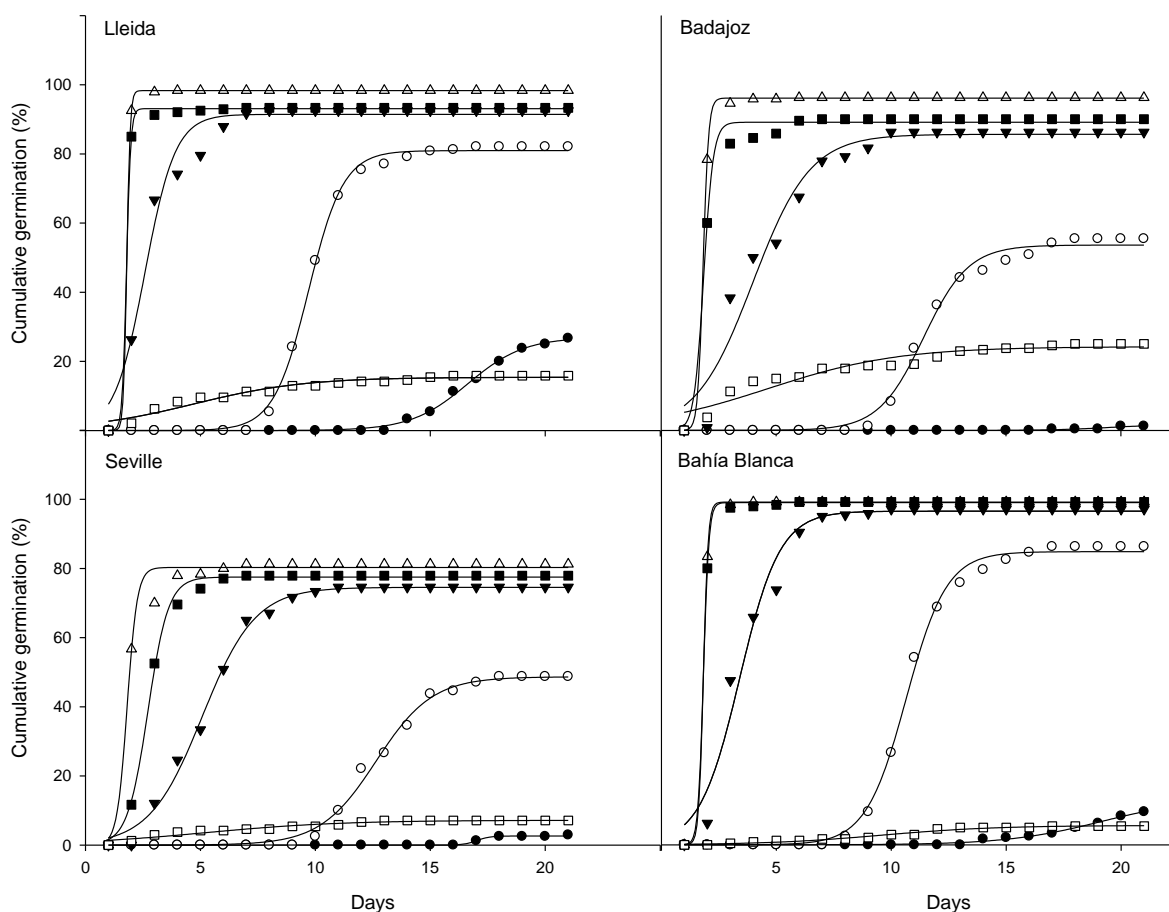 Lleida
Badajoz
Cumulative germination (%)
100
80
60
40
20
Seville
Bahía Blanca
Cumulative germination (%)
100
80
60
40
20
0
0 5 10 15 20
5 10 15 20
Days
Days